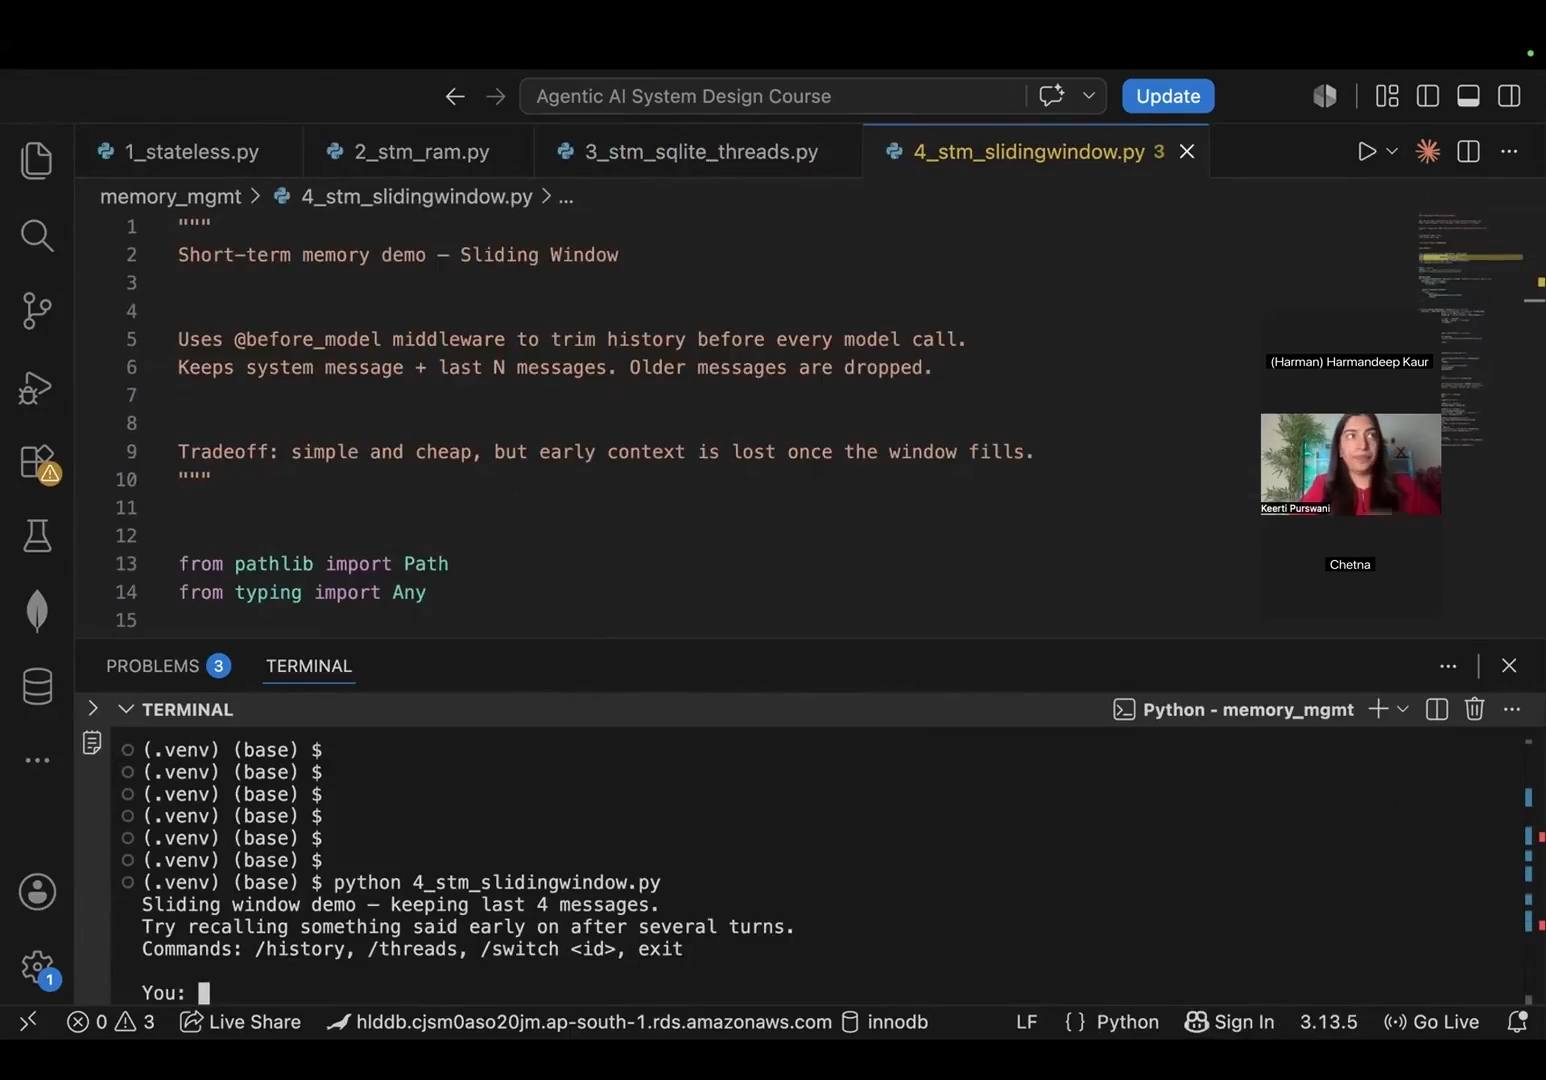 Agentic AI System Design Course
Update
1_stateless.py
2_stm_ram.py
3_stm_sqlite_threads.py
4_stm_slidingwindow.py 3
memory_mgmt > 4_stm_slidingwindow.py > ...
1 """
2 Short-term memory demo — Sliding Window
3
4
5 Uses @before_model middleware to trim history before every model call.
6 Keeps system message + last N messages. Older messages are dropped.
7
8
9 Tradeoff: simple and cheap, but early context is lost once the window fills.
10 """
11
12
13 from pathlib import Path
14 from typing import Any
15
(Harman) Harmandeep Kaur
Keerti Purswani
Chetna
PROBLEMS 3 TERMINAL
TERMINAL
Python - memory_mgmt
(.venv) (base) $
(.venv) (base) $
(.venv) (base) $
(.venv) (base) $
(.venv) (base) $
(.venv) (base) $
(.venv) (base) $ python 4_stm_slidingwindow.py
Sliding window demo — keeping last 4 messages.
Try recalling something said early on after several turns.
Commands: /history, /threads, /switch <id>, exit
You:
1
0 3 Live Share hlddb.cjsm0aso20jm.ap-south-1.rds.amazonaws.com innodb LF {} Python Sign In 3.13.5 Go Live